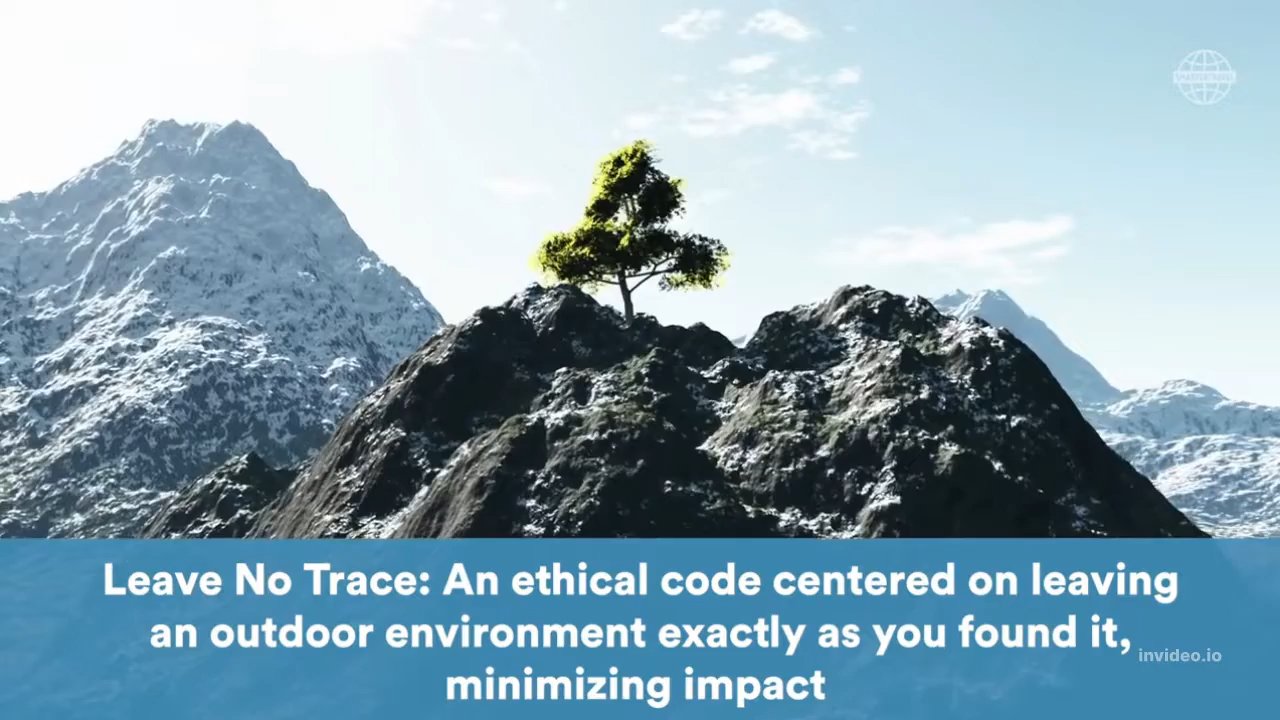 Leave No Trace: An ethical code centered on leaving
an outdoor environment exactly as you found it,
minimizing impact
invideo.io